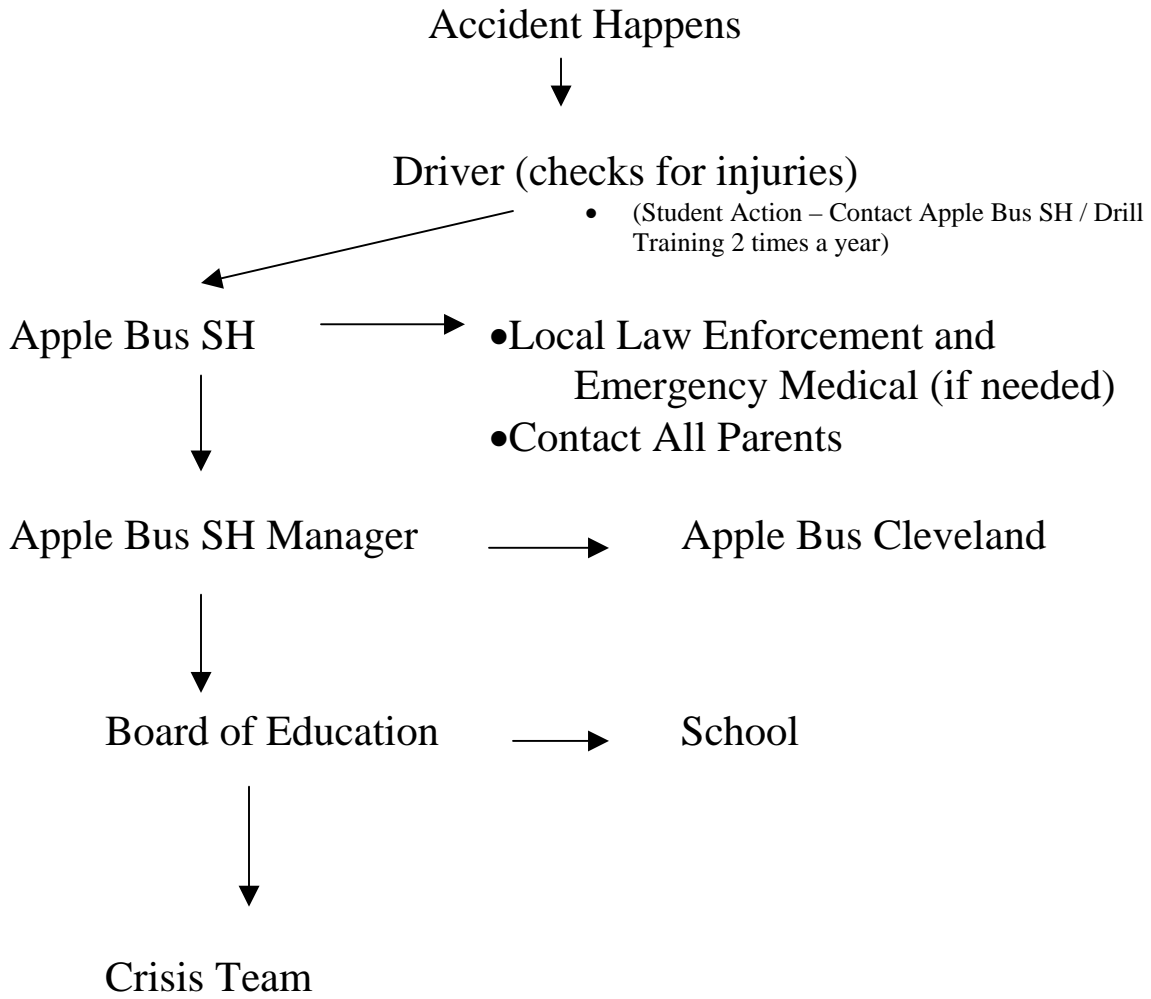 Accident Happens
Driver (checks for injuries)
• (Student Action – Contact Apple Bus SH / Drill
Training 2 times a year)
Apple Bus SH
•Local Law Enforcement and
Emergency Medical (if needed)
•Contact All Parents
Apple Bus SH Manager
Apple Bus Cleveland
Board of Education
School
Crisis Team